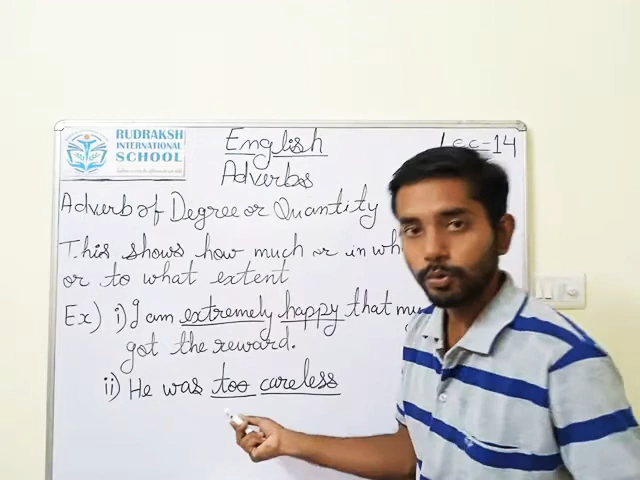 RUDRAKSH
INTERNATIONAL
SCHOOL
English
Lec-14
Adverbs
Adverb of Degree or Quantity
This shows how much or in
or to what extent
Ex) i) I am extremely happy that
got the reward.
ii) He was too careless